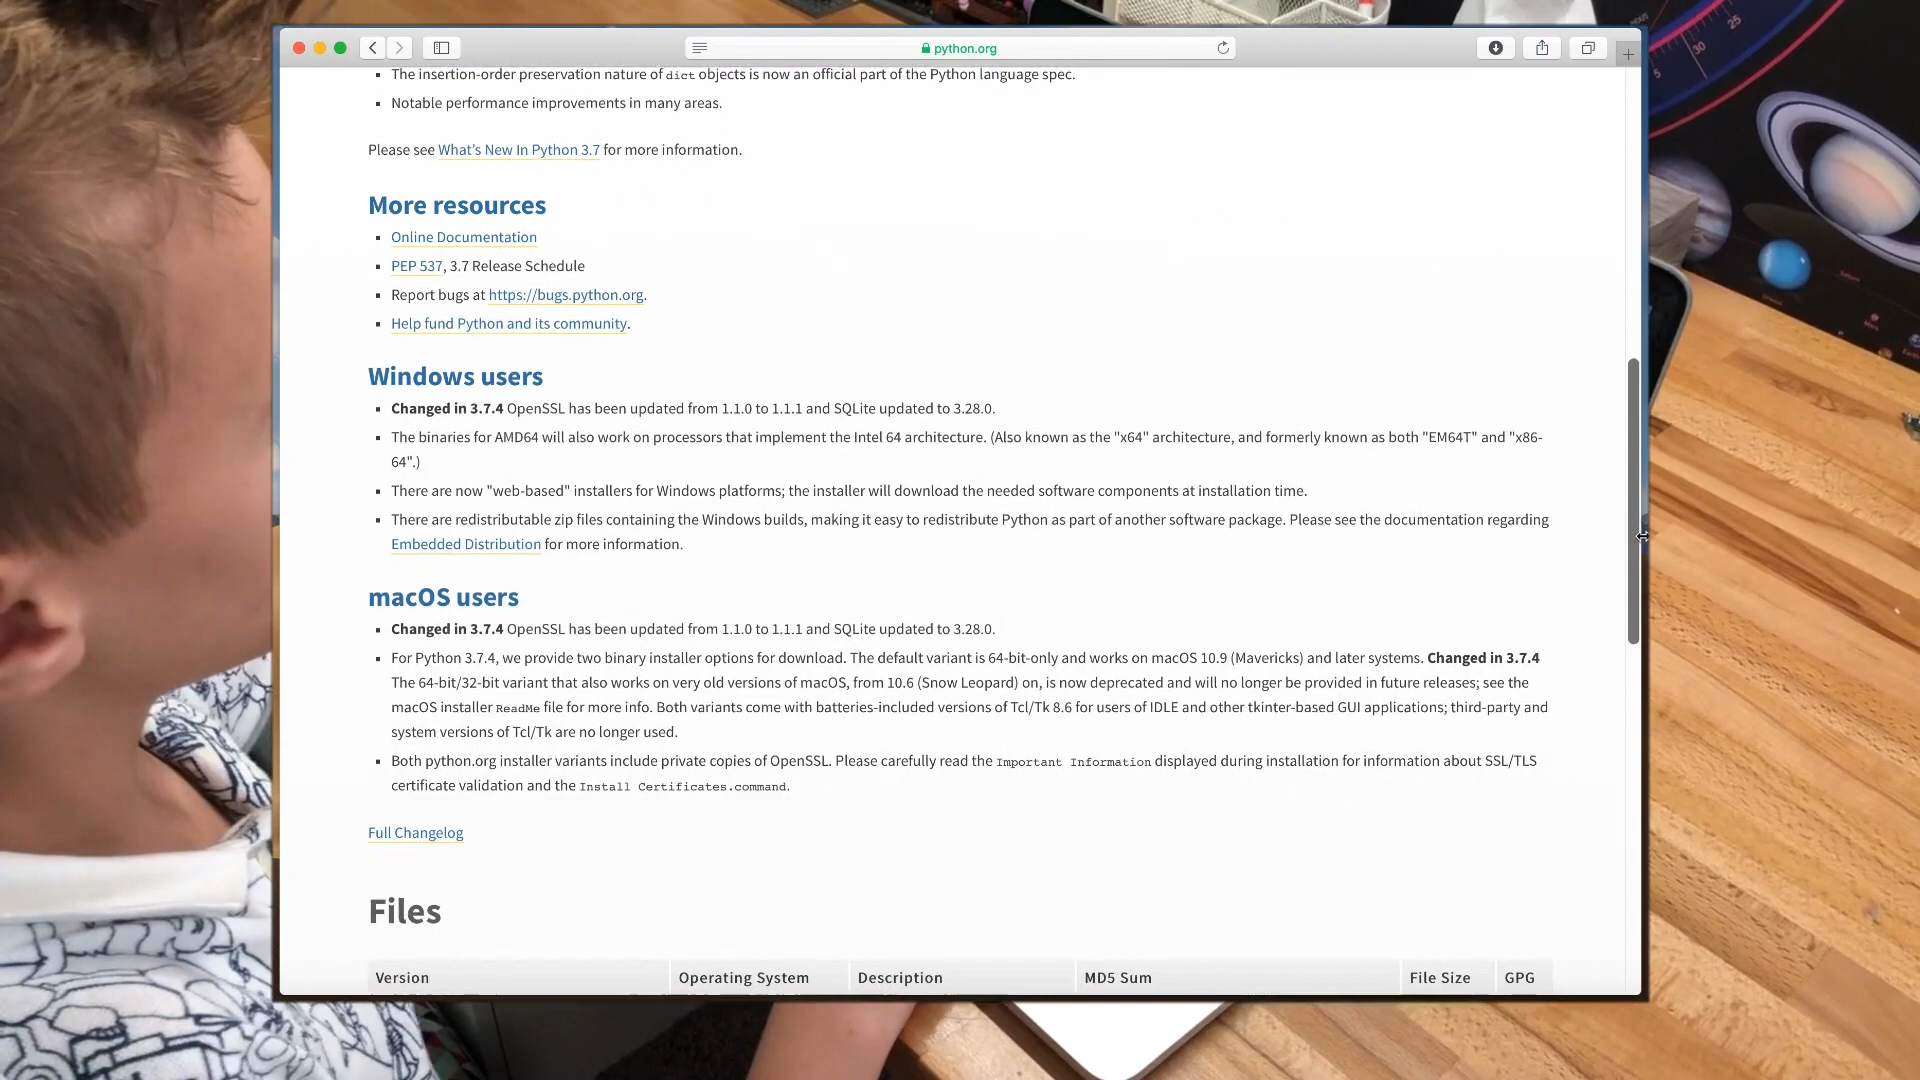 python.org
The insertion-order preservation nature of dict objects is now an official part of the Python language spec.
Notable performance improvements in many areas.
Please see What's New In Python 3.7 for more information.
More resources
Online Documentation
PEP 537, 3.7 Release Schedule
Report bugs at https://bugs.python.org.
Help fund Python and its community.
Windows users
Changed in 3.7.4 OpenSSL has been updated from 1.1.0 to 1.1.1 and SQLite updated to 3.28.0.
The binaries for AMD64 will also work on processors that implement the Intel 64 architecture. (Also known as the "x64" architecture, and formerly known as both "EM64T" and "x86-
64".)
There are now "web-based" installers for Windows platforms; the installer will download the needed software components at installation time.
There are redistributable zip files containing the Windows builds, making it easy to redistribute Python as part of another software package. Please see the documentation regarding
Embedded Distribution for more information.
macOS users
Changed in 3.7.4 OpenSSL has been updated from 1.1.0 to 1.1.1 and SQLite updated to 3.28.0.
For Python 3.7.4, we provide two binary installer options for download. The default variant is 64-bit-only and works on macOS 10.9 (Mavericks) and later systems. Changed in 3.7.4
The 64-bit/32-bit variant that also works on very old versions of macOS, from 10.6 (Snow Leopard) on, is now deprecated and will no longer be provided in future releases; see the
macOS installer ReadMe file for more info. Both variants come with batteries-included versions of Tcl/Tk 8.6 for users of IDLE and other tkinter-based GUI applications; third-party and
system versions of Tcl/Tk are no longer used.
Both python.org installer variants include private copies of OpenSSL. Please carefully read the Important Information displayed during installation for information about SSL/TLS
certificate validation and the Install Certificates.command.
Full Changelog
Files
Version Operating System Description MD5 Sum File Size GPG
25
30
5